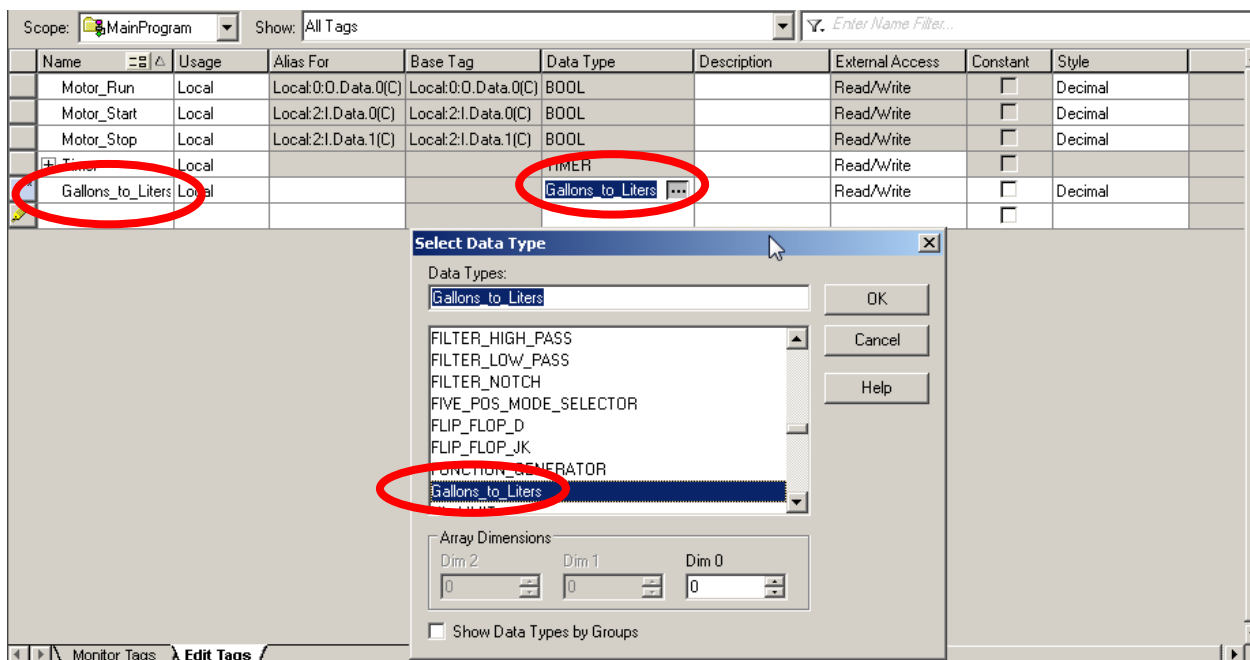 Scope: MainProgram Show: All Tags Enter Name Filter...
Name Usage Alias For Base Tag Data Type Description External Access Constant Style
Motor_Run Local Local:0:O.Data.0(C) Local:0:O.Data.0(C) BOOL Read/Write Decimal
Motor_Start Local Local:2:I.Data.0(C) Local:2:I.Data.0(C) BOOL Read/Write Decimal
Motor_Stop Local Local:2:I.Data.1(C) Local:2:I.Data.1(C) BOOL Read/Write Decimal
Timer Local TIMER Read/Write
Gallons_to_Liters Local Gallons_to_Liters ... Read/Write Decimal
Select Data Type
Data Types:
Gallons_to_Liters
OK
FILTER_HIGH_PASS
Cancel
FILTER_LOW_PASS
FILTER_NOTCH
Help
FIVE_POS_MODE_SELECTOR
FLIP_FLOP_D
FLIP_FLOP_JK
FUNCTION_GENERATOR
Gallons_to_Liters
Array Dimensions
Dim 2 Dim 1 Dim 0
0 0 0
Show Data Types by Groups
Monitor Tags Edit Tags